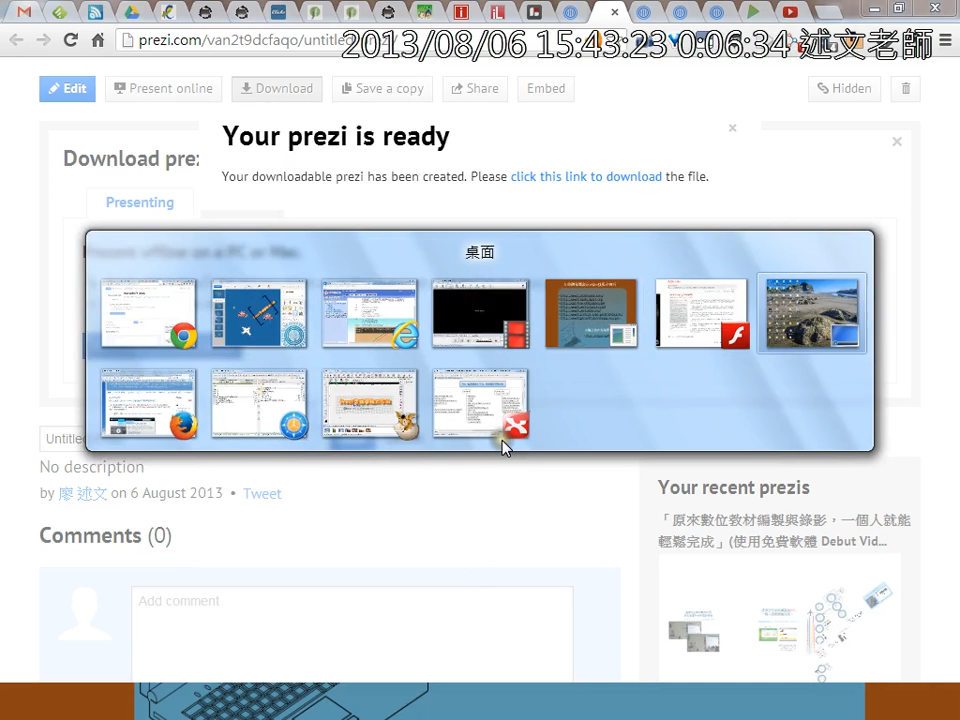 prezi.com/van2t9dcfaqo/untitled
2013/08/06 15:43:23 0:06:34 述文老師
Edit
Present online
Download
Save a copy
Share
Embed
Hidden
Your prezi is ready
Download prez
Your downloadable prezi has been created. Please click this link to download the file.
Presenting
桌面
Untitle
No description
by 廖 述文 on 6 August 2013 • Tweet
Comments (0)
Add comment
Your recent prezis
「原來數位教材編製與錄影，一個人就能
輕鬆完成」(使用免費軟體 Debut Vid...